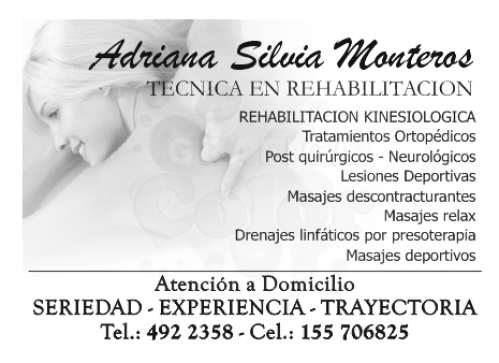 Adriana Silvia Monteros
TECNICA EN REHABILITACION
REHABILITACION KINESIOLOGICA
Tratamientos Ortopédicos
Post quirúrgicos - Neurológicos
Lesiones Deportivas
Masajes descontracturantes
Masajes relax
Drenajes linfáticos por presoterapia
Masajes deportivos
Atención a Domicilio
SERIEDAD - EXPERIENCIA - TRAYECTORIA
Tel.: 492 2358 - Cel.: 155 706825